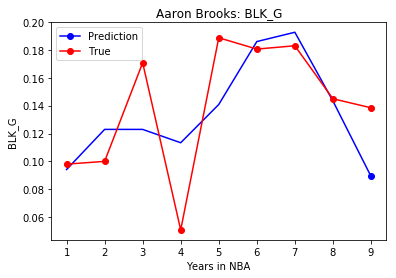 Aaron Brooks: BLK_G
Prediction
True
BLK_G
0.20
0.18
0.16
0.14
0.12
0.10
0.08
0.06
1 2 3 4 5 6 7 8 9
Years in NBA